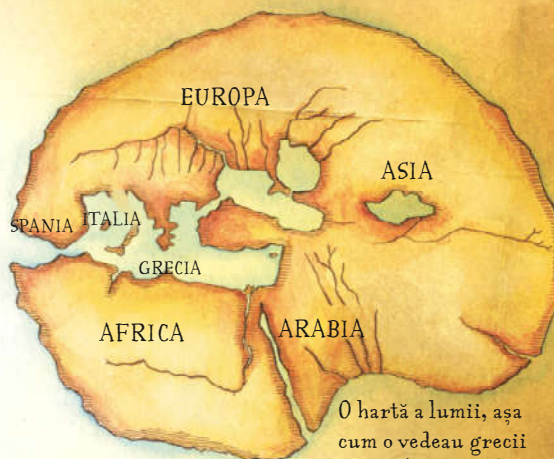 EUROPA
ASIA
SPANIA
ITALIA
GRECIA
AFRICA
ARABIA
O hartă a lumii, așa
cum o vedeau grecii